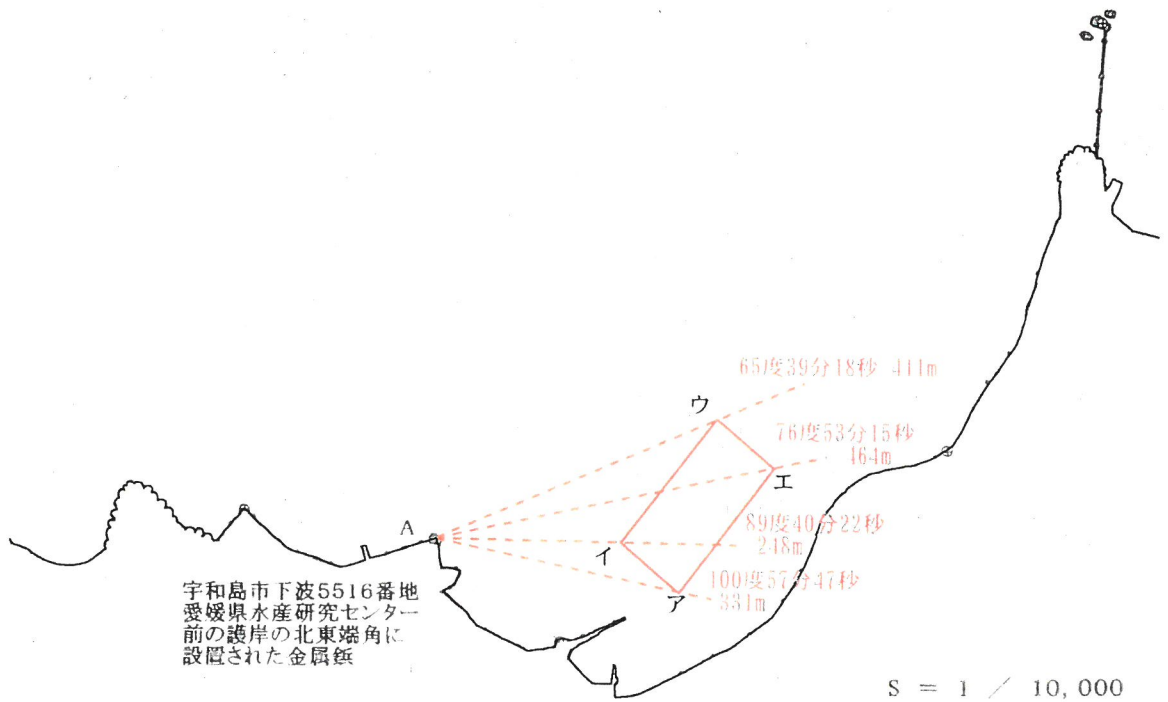 65度39分18秒 411m
ウ
76度53分15秒
464m
エ
A
89度40分22秒
248m
イ
100度57分47秒
331m
ア
宇和島市下波5516番地
愛媛県水産研究センター
前の護岸の北東端角に
設置された金属鋲
S = 1 / 10,000